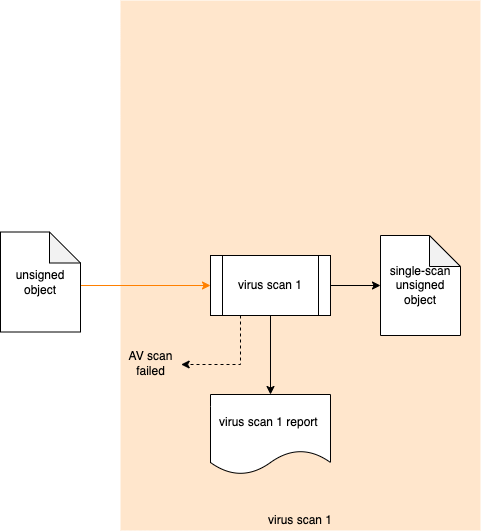 unsigned
object
virus scan 1
single-scan
unsigned
object
AV scan
failed
virus scan 1 report
virus scan 1